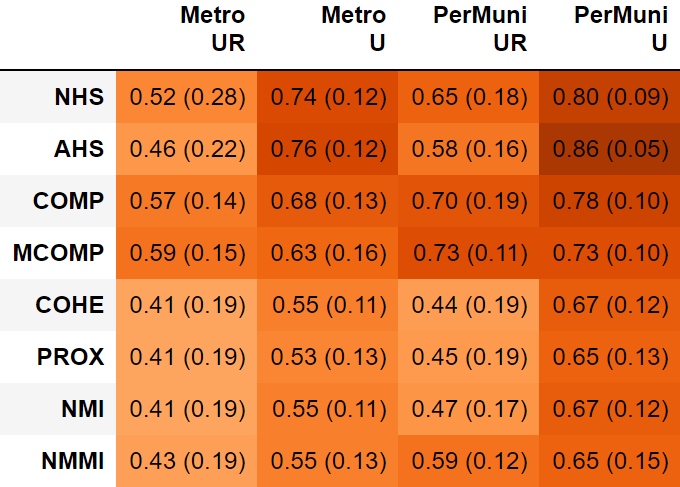 Metro Metro PerMuni PerMuni
UR U UR U
NHS 0.52 (0.28) 0.74 (0.12) 0.65 (0.18) 0.80 (0.09)
AHS 0.46 (0.22) 0.76 (0.12) 0.58 (0.16) 0.86 (0.05)
COMP 0.57 (0.14) 0.68 (0.13) 0.70 (0.19) 0.78 (0.10)
MCOMP 0.59 (0.15) 0.63 (0.16) 0.73 (0.11) 0.73 (0.10)
COHE 0.41 (0.19) 0.55 (0.11) 0.44 (0.19) 0.67 (0.12)
PROX 0.41 (0.19) 0.53 (0.13) 0.45 (0.19) 0.65 (0.13)
NMI 0.41 (0.19) 0.55 (0.11) 0.47 (0.17) 0.67 (0.12)
NMMI 0.43 (0.19) 0.55 (0.13) 0.59 (0.12) 0.65 (0.15)